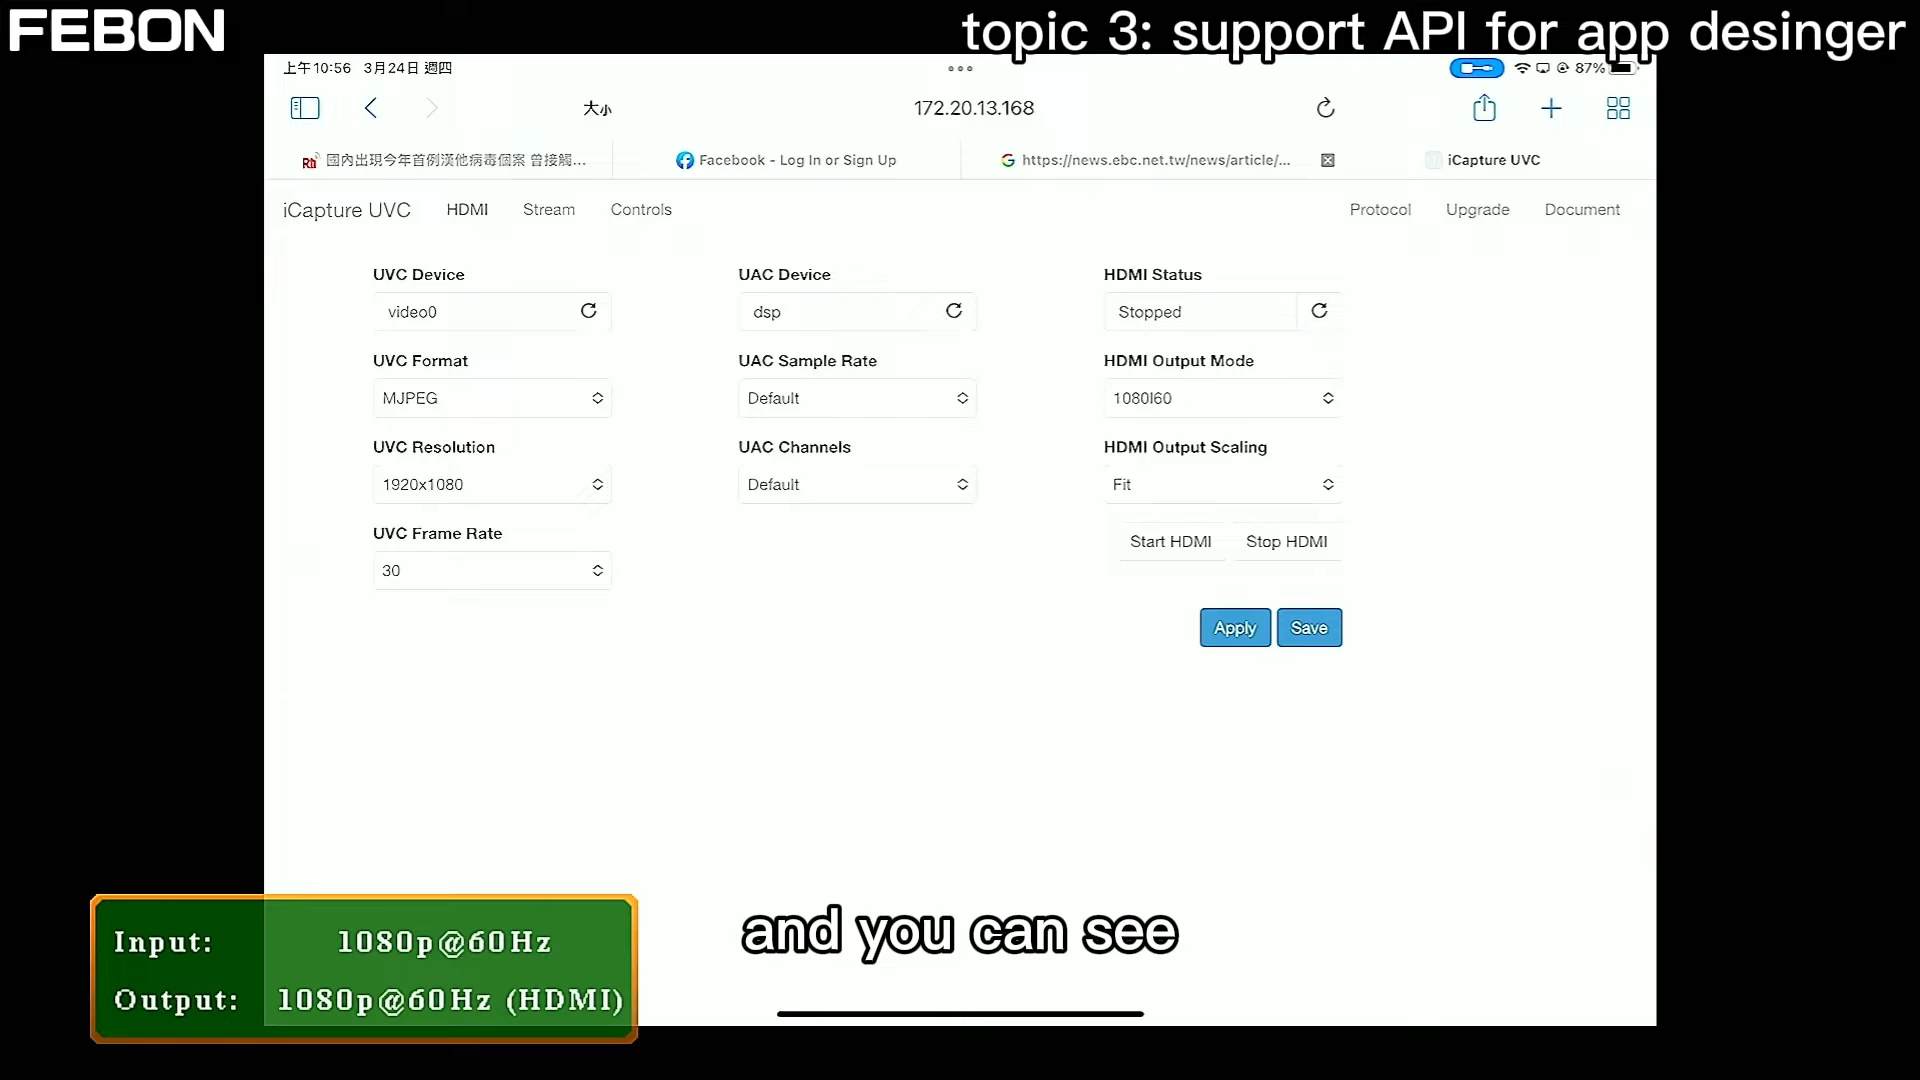 FEBON
topic 3: support API for app desinger
上午10:56 3月24日 週四
87%
大小
172.20.13.168
國內出現今年首例漢他病毒個案 曾接觸...
Facebook - Log In or Sign Up
https://news.ebc.net.tw/news/article/...
iCapture UVC
iCapture UVC HDMI Stream Controls Protocol Upgrade Document
UVC Device UAC Device HDMI Status
video0 dsp Stopped
UVC Format UAC Sample Rate HDMI Output Mode
MJPEG Default 1080I60
UVC Resolution UAC Channels HDMI Output Scaling
1920x1080 Default Fit
UVC Frame Rate
30
Start HDMI Stop HDMI
Apply Save
and you can see
Input: 1080p@60Hz
Output: 1080p@60Hz (HDMI)